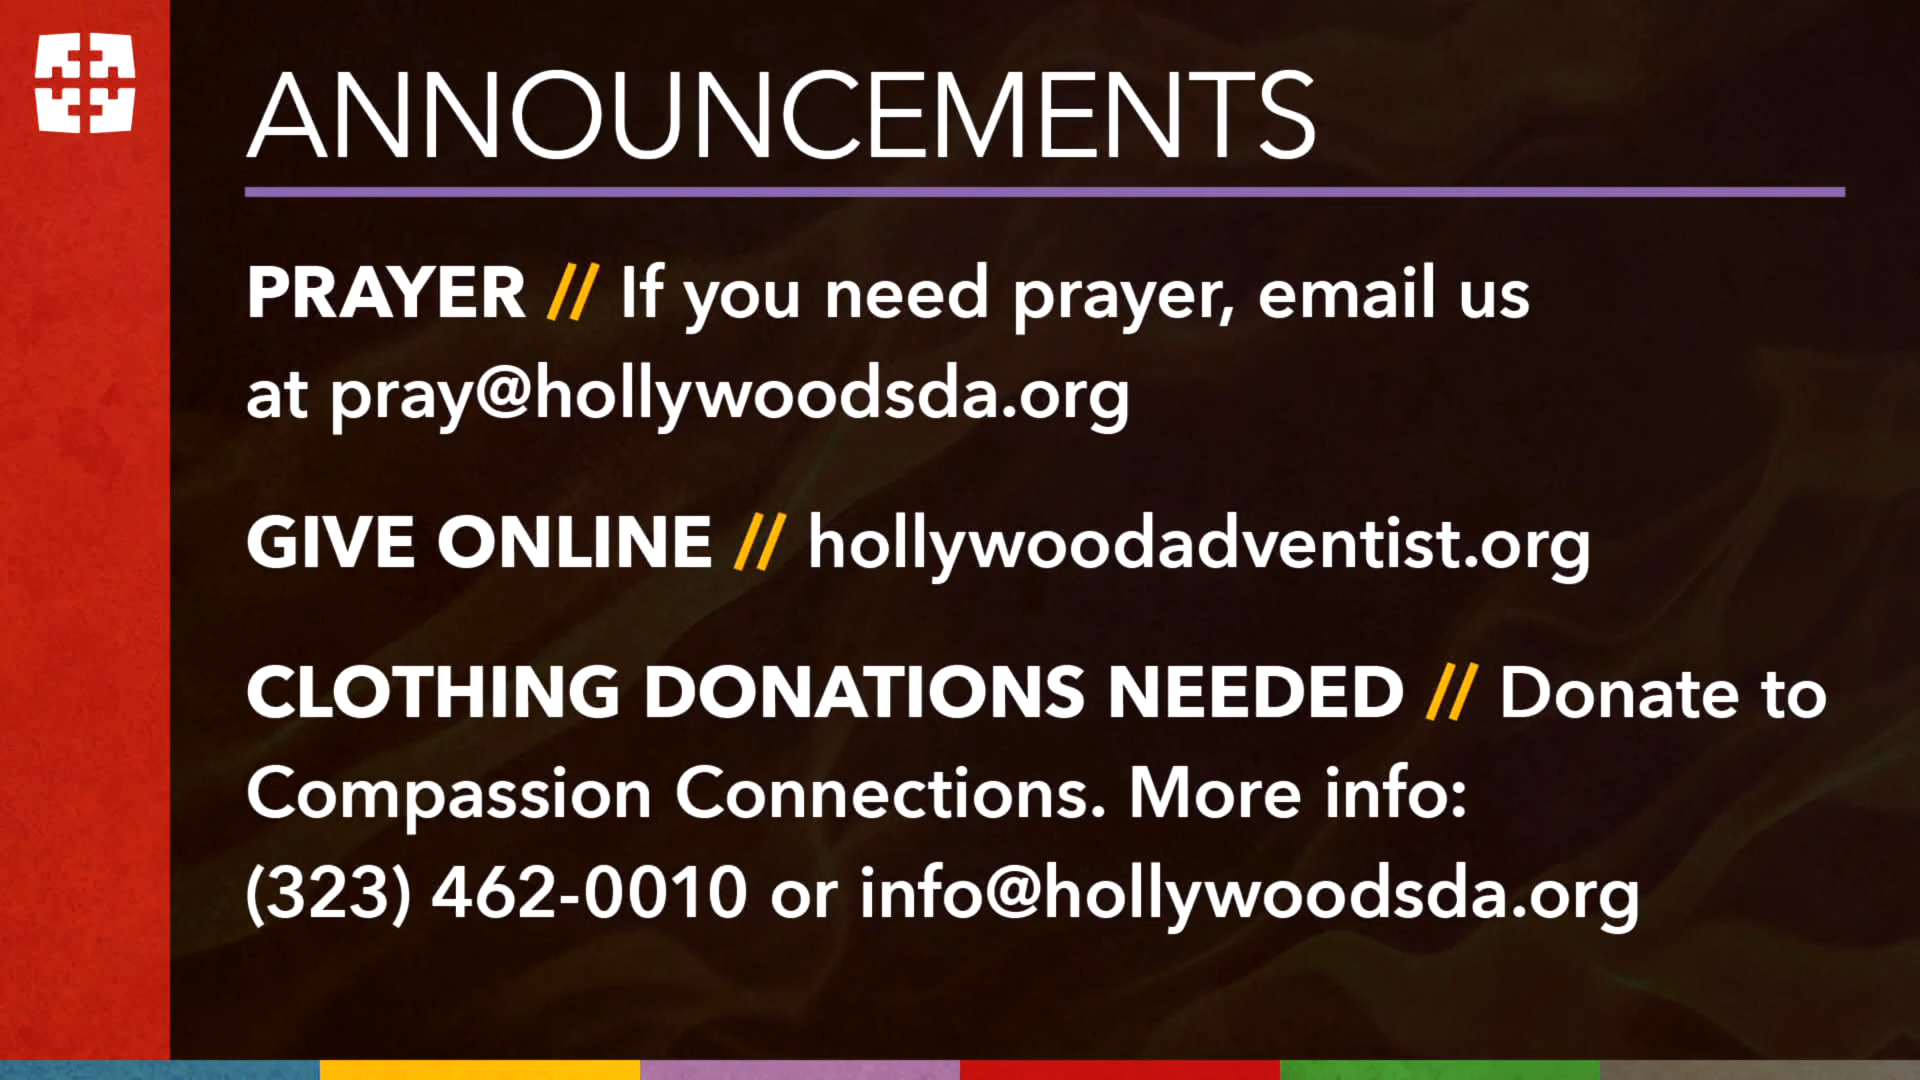 ANNOUNCEMENTS
PRAYER // If you need prayer, email us
at pray@hollywoodsda.org
GIVE ONLINE // hollywoodadventist.org
CLOTHING DONATIONS NEEDED // Donate to
Compassion Connections. More info:
(323) 462-0010 or info@hollywoodsda.org